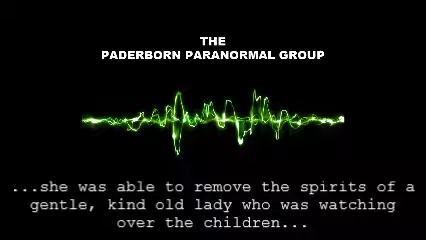 THE
PADERBORN PARANORMAL GROUP
...she was able to remove the spirits of a
gentle, kind old lady who was watching
over the children...